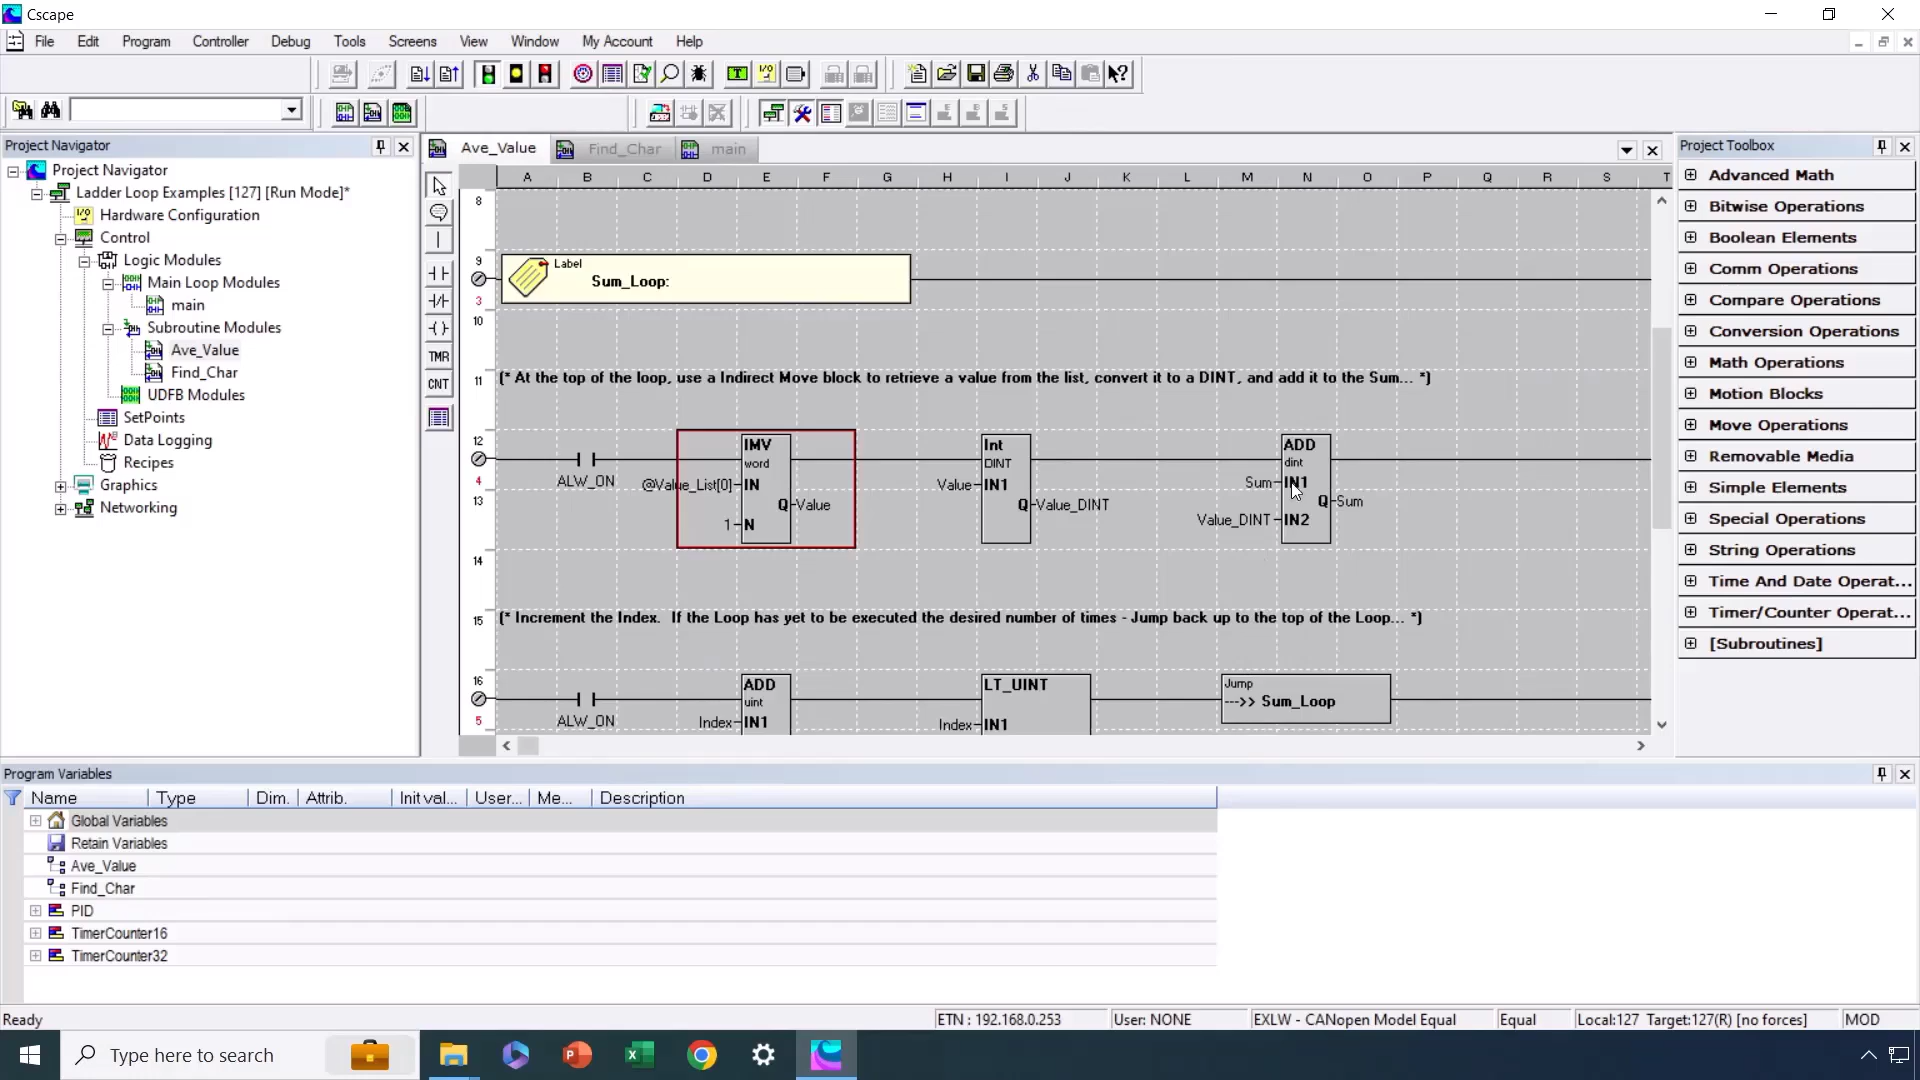 Cscape
File Edit Program Controller Debug Tools Screens View Window My Account Help
Project Navigator
Project Navigator
Ladder Loop Examples [127] [Run Mode]*
Hardware Configuration
Control
Logic Modules
Main Loop Modules
main
Subroutine Modules
Ave_Value
Find_Char
UDFB Modules
SetPoints
Data Logging
Recipes
Graphics
Networking
Ave_Value Find_Char main
A B C D E F G H I J K L M N O P Q R S T
TMR
CNT
8
9
3
Label
Sum_Loop:
10
11 (* At the top of the loop, use a Indirect Move block to retrieve a value from the list, convert it to a DINT, and add it to the Sum... *)
12
4
ALW_ON
IMV
word
@Value_List[0] IN
Q Value
1 N
Int
DINT
Value IN1
Q Value_DINT
ADD
dint
Sum IN1
Q Sum
Value_DINT IN2
13
14
15 (* Increment the Index. If the Loop has yet to be executed the desired number of times - Jump back up to the top of the Loop... *)
16
5
ALW_ON
ADD
uint
Index IN1
LT_UINT
Index IN1
Jump
--->> Sum_Loop
Project Toolbox
Advanced Math
Bitwise Operations
Boolean Elements
Comm Operations
Compare Operations
Conversion Operations
Math Operations
Motion Blocks
Move Operations
Removable Media
Simple Elements
Special Operations
String Operations
Time And Date Operat...
Timer/Counter Operat...
[Subroutines]
Program Variables
Name Type Dim. Attrib. Init val... User... Me... Description
Global Variables
Retain Variables
Ave_Value
Find_Char
PID
TimerCounter16
TimerCounter32
Ready ETN : 192.168.0.253 User: NONE EXLW - CANopen Model Equal Equal Local:127 Target:127(R) [no forces] MOD
Type here to search